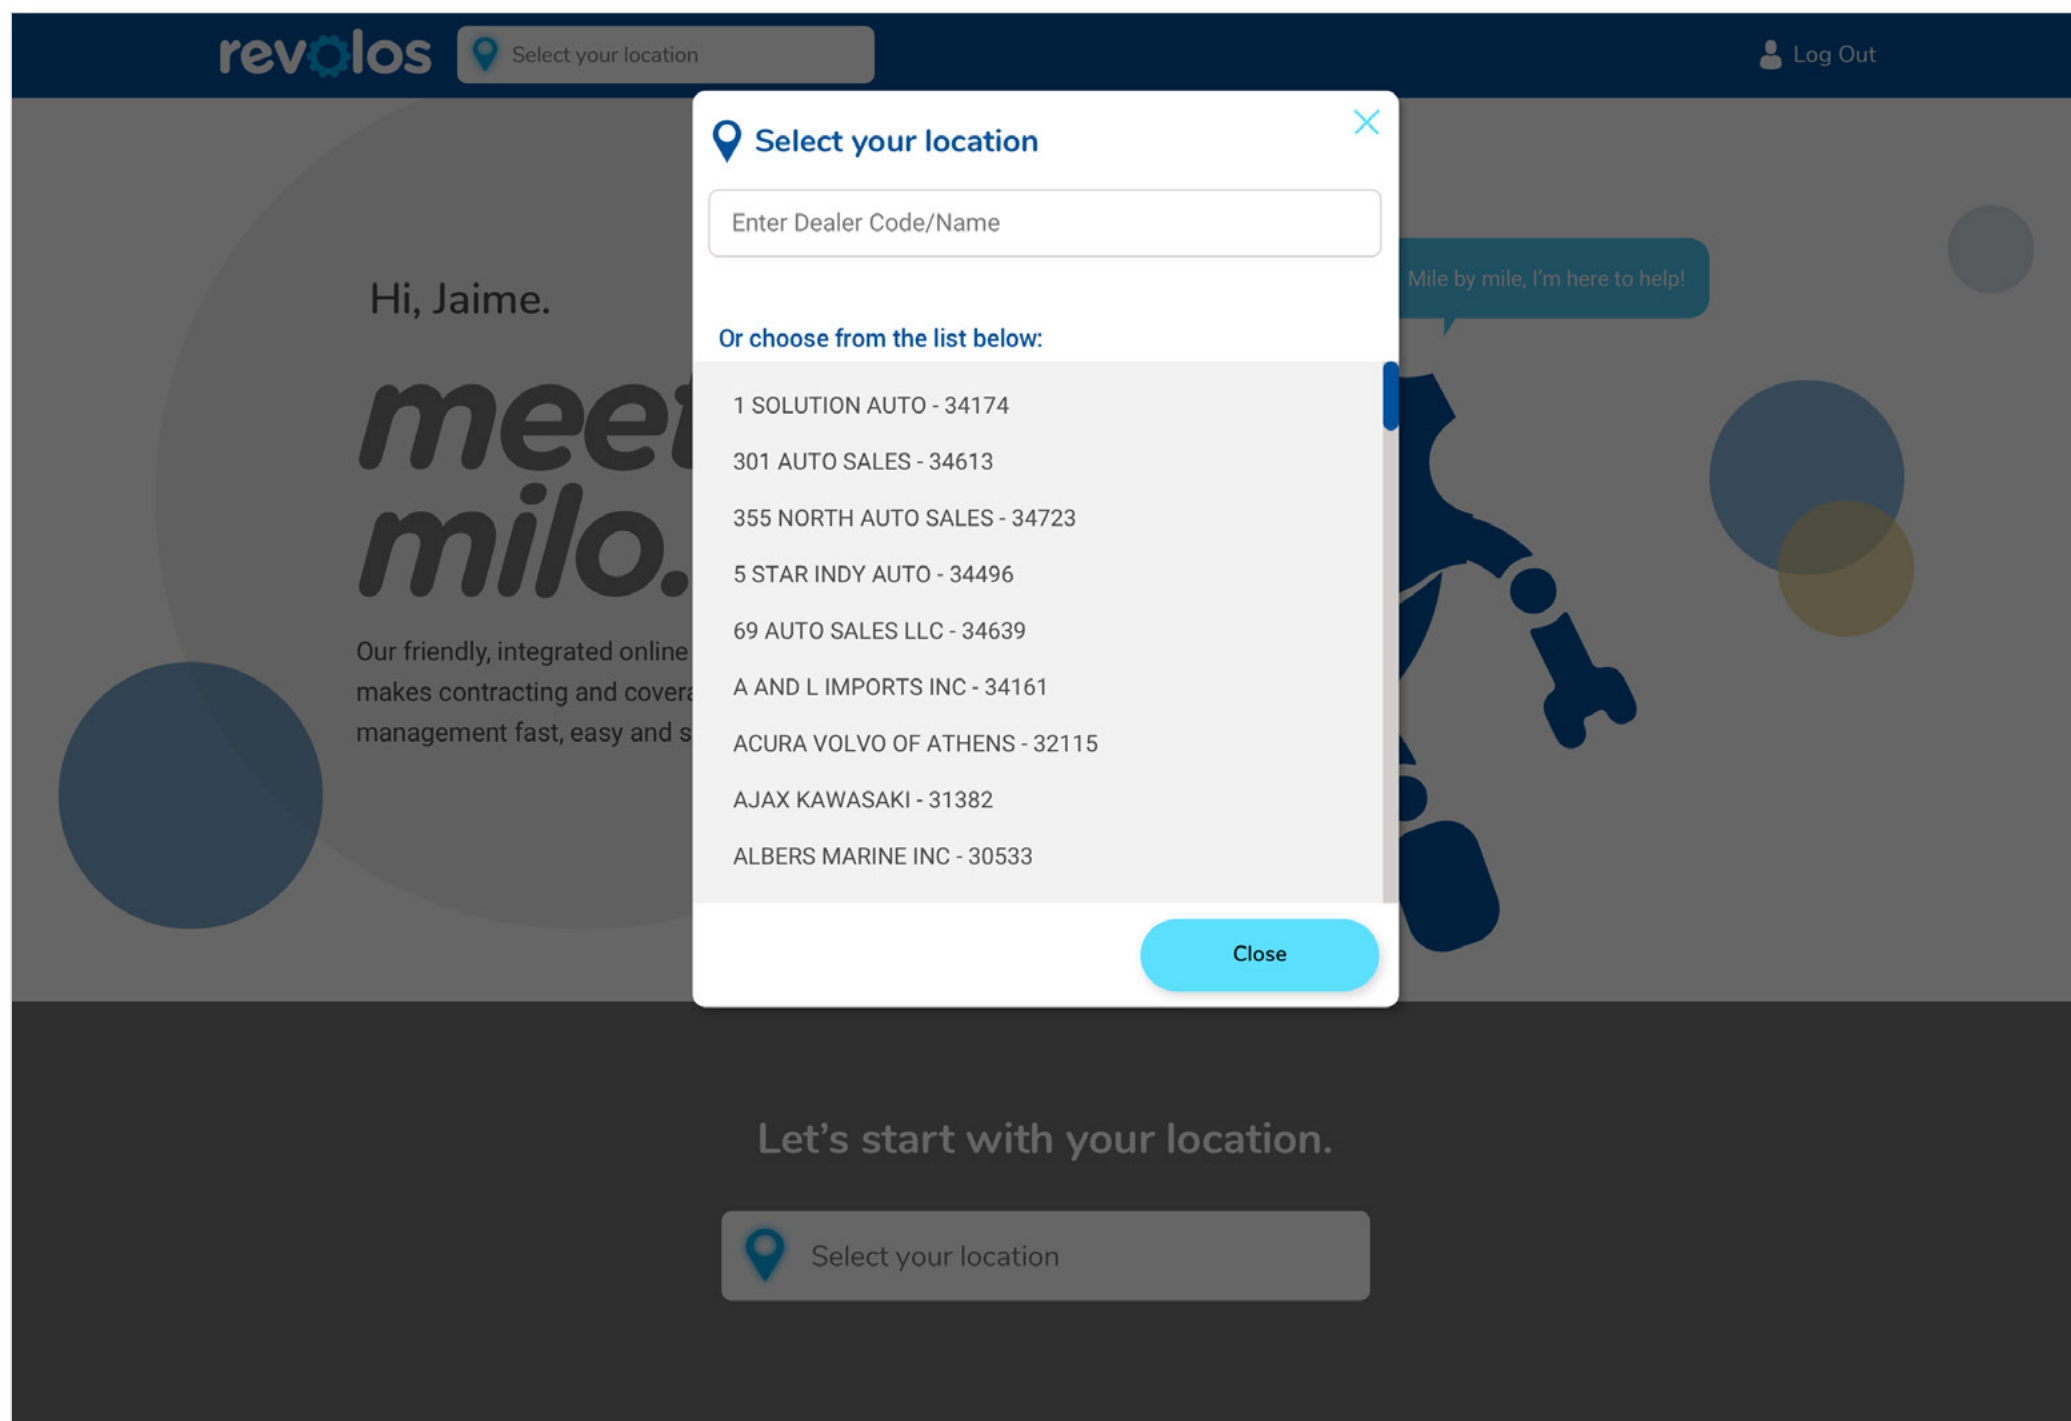 revolos
Select your location
Log Out
Select your location
Enter Dealer Code/Name
Or choose from the list below:
1 SOLUTION AUTO - 34174
301 AUTO SALES - 34613
355 NORTH AUTO SALES - 34723
5 STAR INDY AUTO - 34496
69 AUTO SALES LLC - 34639
A AND L IMPORTS INC - 34161
ACURA VOLVO OF ATHENS - 32115
AJAX KAWASAKI - 31382
ALBERS MARINE INC - 30533
Close
Hi, Jaime.
meet
milo.
Our friendly, integrated online
makes contracting and
management fast, easy and
Mile by mile, I'm here to help!
Let's start with your location.
Select your location